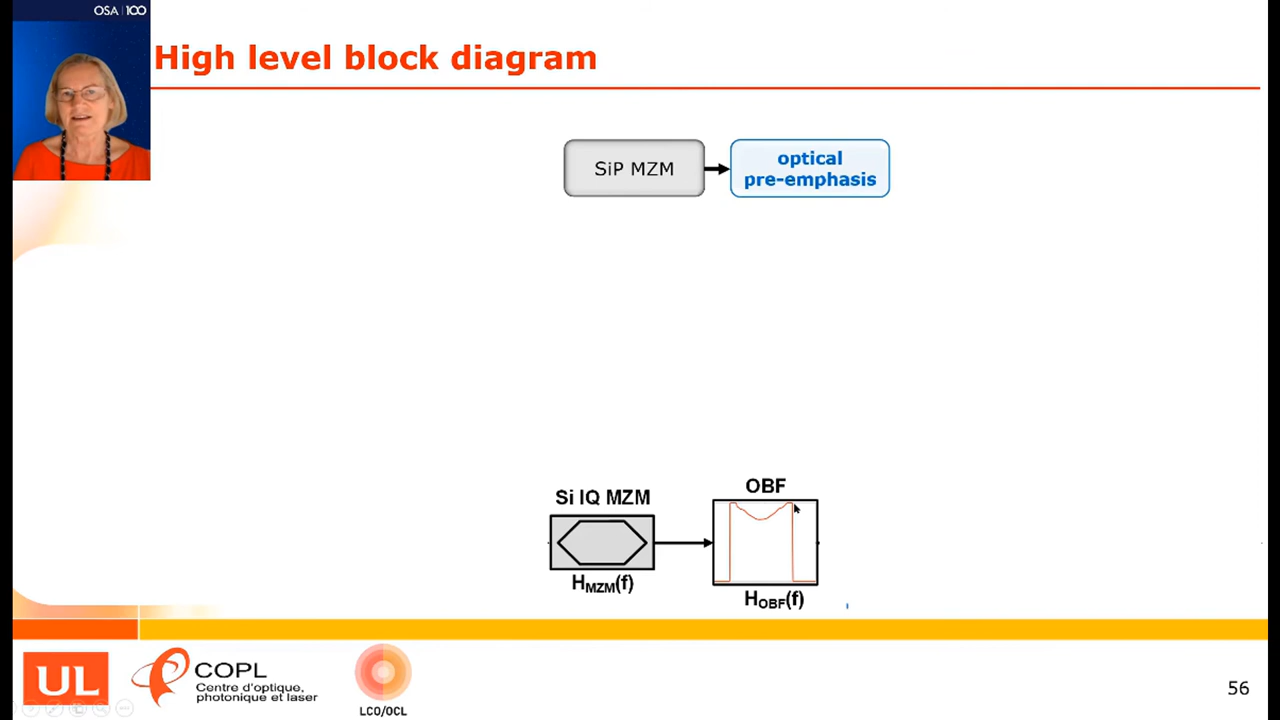 OSA | 100
High level block diagram
SiP MZM
optical
pre-emphasis
Si IQ MZM
OBF
HMZM(f)
HOBF(f)
UL
COPL
Centre d'optique,
photonique et laser
LCO/OCL
56